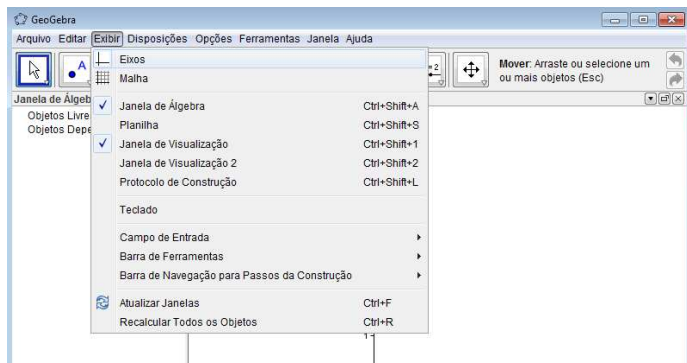 GeoGebra
Arquivo Editar Exibir Disposições Opções Ferramentas Janela Ajuda
A
=2
Mover: Arraste ou selecione um
ou mais objetos (Esc)
Janela de Álgeb
Objetos Livre
Objetos Depe
Eixos
Malha
Janela de Álgebra Ctrl+Shift+A
Planilha Ctrl+Shift+S
Janela de Visualização Ctrl+Shift+1
Janela de Visualização 2 Ctrl+Shift+2
Protocolo de Construção Ctrl+Shift+L
Teclado
Campo de Entrada
Barra de Ferramentas
Barra de Navegação para Passos da Construção
Atualizar Janelas Ctrl+F
Recalcular Todos os Objetos Ctrl+R
1